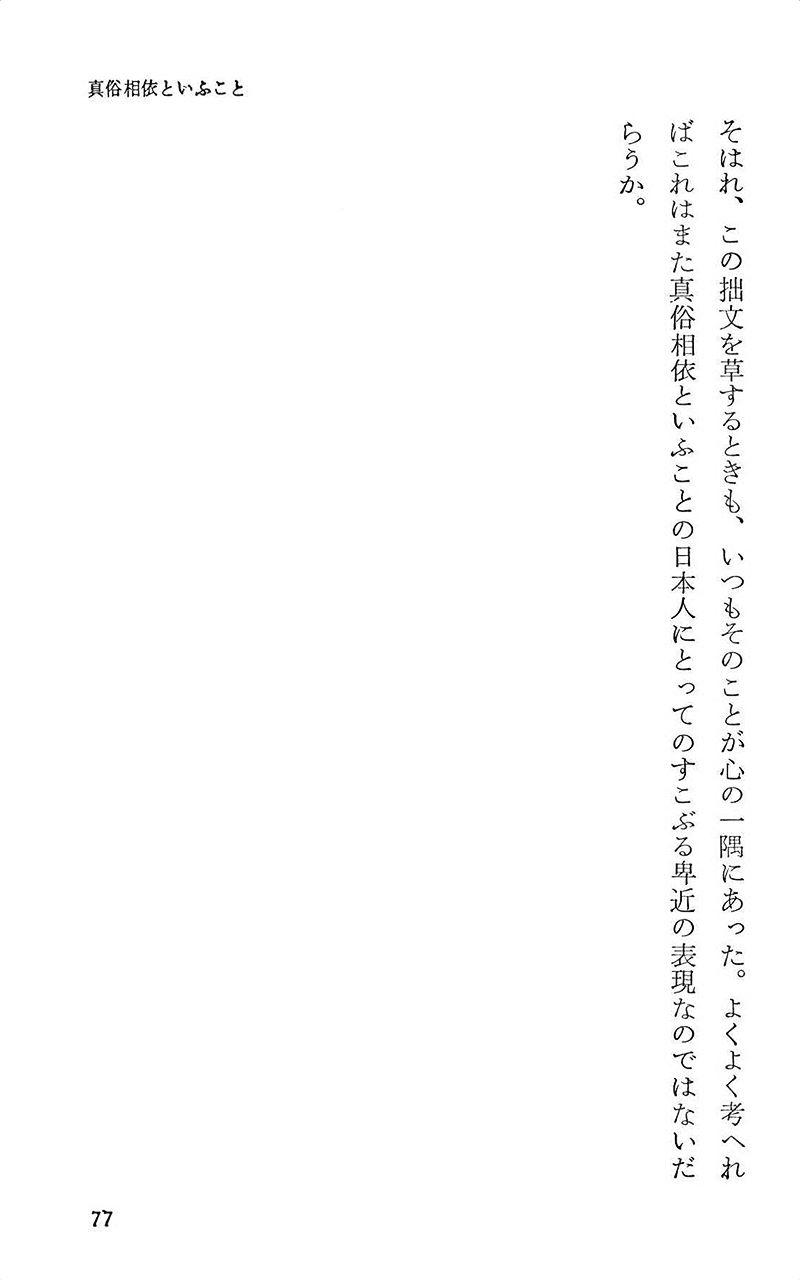 真俗相依といふこと
そはれ、この拙文を草するときも、いつもそのことが心の一隅にあった。よくよく考へれ
ばこれはまた真俗相依といふことの日本人にとってのすこぶる卑近の表現なのではないだ
らうか。
77